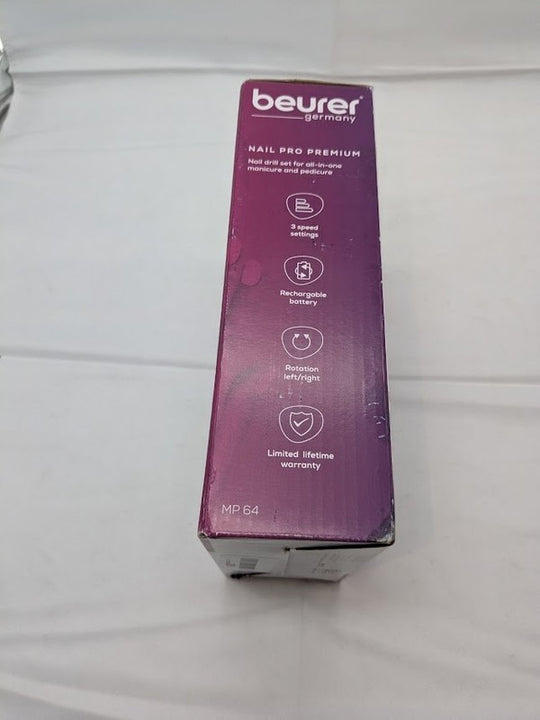 beurer
germany
NAIL PRO PREMIUM
Nail drill set for all-in-one
manicure and pedicure
3 speed
settings
Rechargable
battery
Rotation
left/right
Limited lifetime
warranty
MP 64